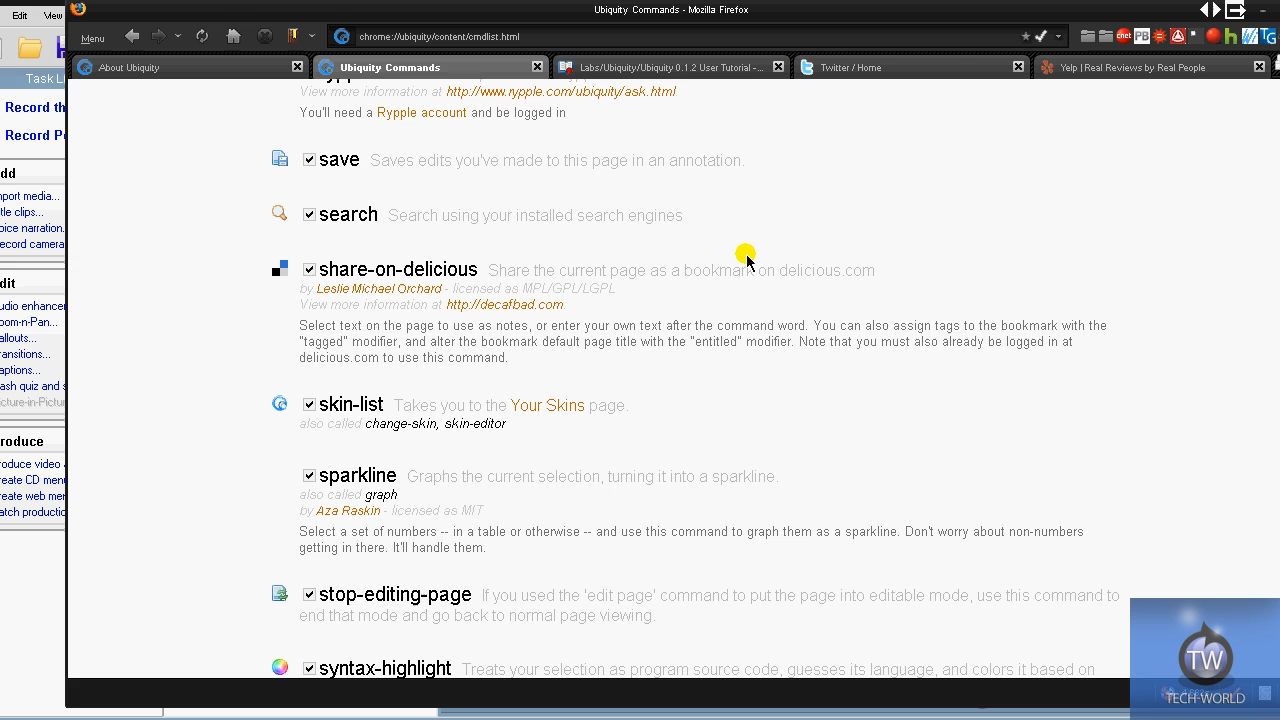 Ubiquity Commands - Mozilla Firefox
Edit View
Menu
chrome://ubiquity/content/cmdlist.html
cnet PB TG
About Ubiquity
Ubiquity Commands
Labs/Ubiquity/Ubiquity 0.1.2 User Tutorial -...
Twitter / Home
Yelp | Real Reviews by Real People
Task Li
Record th
Record Po
dd
mport media...
tle clips...
oice narration.
ecord camera
dit
udio enhancer
oom-n-Pan...
allouts...
ransitions...
aptions...
ash quiz and s
icture-in-Pictur
roduce
roduce video a
reate CD menu
reate web men
atch productio
View more information at http://www.rypple.com/ubiquity/ask.html
You'll need a Rypple account and be logged in
save Saves edits you've made to this page in an annotation.
search Search using your installed search engines
share-on-delicious Share the current page as a bookmark on delicious.com
by Leslie Michael Orchard - licensed as MPL/GPL/LGPL
View more information at http://decafbad.com
Select text on the page to use as notes, or enter your own text after the command word. You can also assign tags to the bookmark with the
"tagged" modifier, and alter the bookmark default page title with the "entitled" modifier. Note that you must also already be logged in at
delicious.com to use this command.
skin-list Takes you to the Your Skins page.
also called change-skin, skin-editor
sparkline Graphs the current selection, turning it into a sparkline.
also called graph
by Aza Raskin - licensed as MIT
Select a set of numbers -- in a table or otherwise -- and use this command to graph them as a sparkline. Don't worry about non-numbers
getting in there. It'll handle them.
stop-editing-page If you used the 'edit page' command to put the page into editable mode, use this command to
end that mode and go back to normal page viewing.
syntax-highlight Treats your selection as program source code, guesses its language, and colors it based on
TW
TECH-WORLD